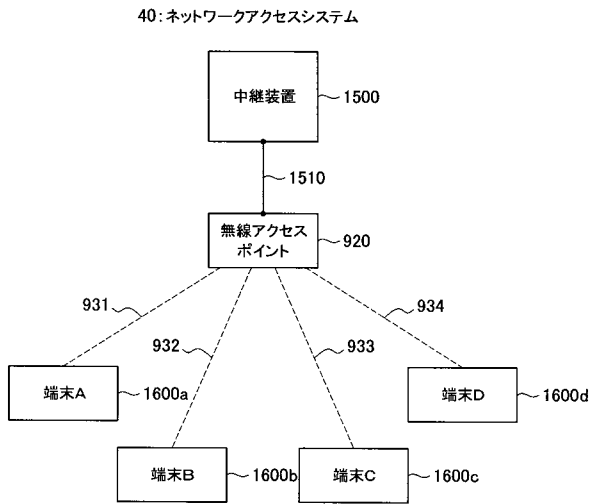 40:ネットワークアクセスシステム
中継装置
1500
1510
無線アクセス
ポイント
920
931
932
933
934
端末A
1600a
端末B
1600b
端末C
1600c
端末D
1600d